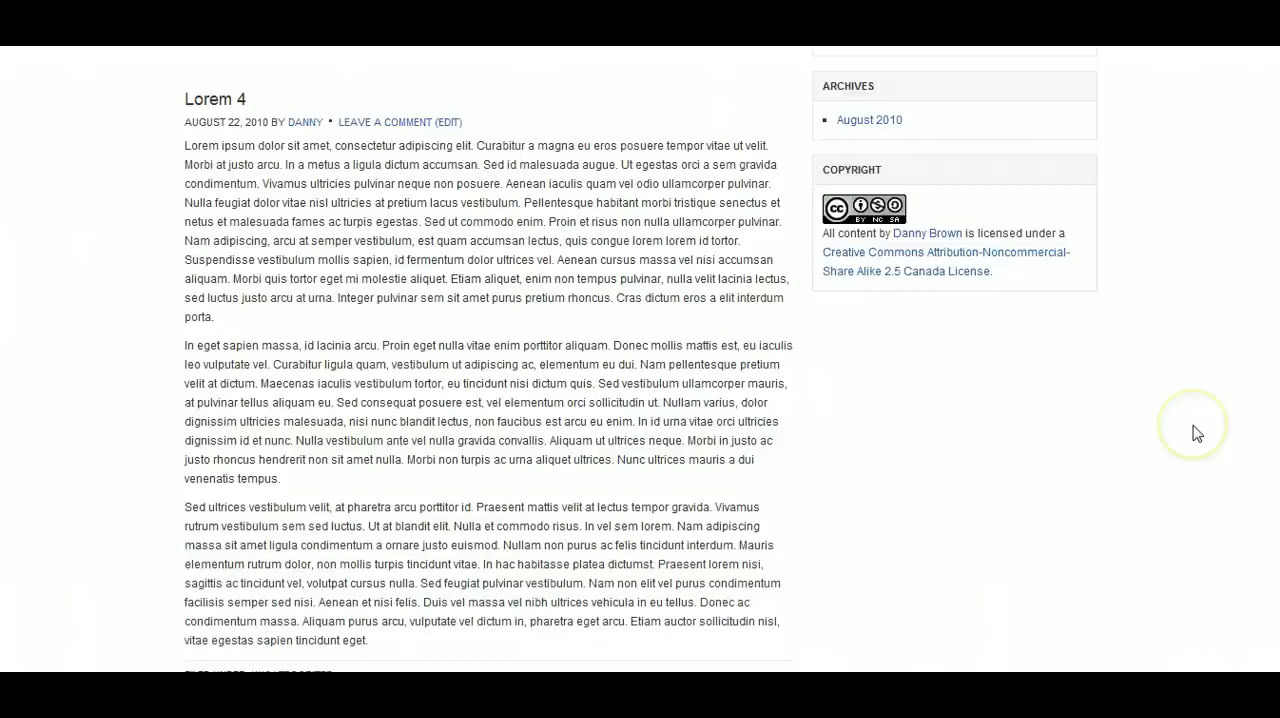 Lorem 4
AUGUST 22, 2010 BY DANNY ▪ LEAVE A COMMENT (EDIT)
Lorem ipsum dolor sit amet, consectetur adipiscing elit. Curabitur a magna eu eros posuere tempor vitae ut velit.
Morbi at justo arcu. In a metus a ligula dictum accumsan. Sed id malesuada augue. Ut egestas orci a sem gravida
condimentum. Vivamus ultricies pulvinar neque non posuere. Aenean iaculis quam vel odio ullamcorper pulvinar.
Nulla feugiat dolor vitae nisl ultricies at pretium lacus vestibulum. Pellentesque habitant morbi tristique senectus et
netus et malesuada fames ac turpis egestas. Sed ut commodo enim. Proin et risus non nulla ullamcorper pulvinar.
Nam adipiscing, arcu at semper vestibulum, est quam accumsan lectus, quis congue lorem lorem id tortor.
Suspendisse vestibulum mollis sapien, id fermentum dolor ultrices vel. Aenean cursus massa vel nisi accumsan
aliquam. Morbi quis tortor eget mi molestie aliquet. Etiam aliquet, enim non tempus pulvinar, nulla velit lacinia lectus,
sed luctus justo arcu at urna. Integer pulvinar sem sit amet purus pretium rhoncus. Cras dictum eros a elit interdum
porta.
In eget sapien massa, id lacinia arcu. Proin eget nulla vitae enim porttitor aliquam. Donec mollis mattis est, eu iaculis
leo vulputate vel. Curabitur ligula quam, vestibulum ut adipiscing ac, elementum eu dui. Nam pellentesque pretium
velit at dictum. Maecenas iaculis vestibulum tortor, eu tincidunt nisi dictum quis. Sed vestibulum ullamcorper mauris,
at pulvinar tellus aliquam eu. Sed consequat posuere est, vel elementum orci sollicitudin ut. Nullam varius, dolor
dignissim ultricies malesuada, nisi nunc blandit lectus, non faucibus est arcu eu enim. In id urna vitae orci ultricies
dignissim id et nunc. Nulla vestibulum ante vel nulla gravida convallis. Aliquam ut ultrices neque. Morbi in justo ac
justo rhoncus hendrerit non sit amet nulla. Morbi non turpis ac urna aliquet ultrices. Nunc ultrices mauris a dui
venenatis tempus.
Sed ultrices vestibulum velit, at pharetra arcu porttitor id. Praesent mattis velit at lectus tempor gravida. Vivamus
rutrum vestibulum sem sed luctus. Ut at blandit elit. Nulla et commodo risus. In vel sem lorem. Nam adipiscing
massa sit amet ligula condimentum a ornare justo euismod. Nullam non purus ac felis tincidunt interdum. Mauris
elementum rutrum dolor, non mollis turpis tincidunt vitae. In hac habitasse platea dictumst. Praesent lorem nisi,
sagittis ac tincidunt vel, volutpat cursus nulla. Sed feugiat pulvinar vestibulum. Nam non elit vel purus condimentum
facilisis semper sed nisi. Aenean et nisi felis. Duis vel massa vel nibh ultrices vehicula in eu tellus. Donec ac
condimentum massa. Aliquam purus arcu, vulputate vel dictum in, pharetra eget arcu. Etiam auctor sollicitudin nisl,
vitae egestas sapien tincidunt eget.
ARCHIVES
▪ August 2010
COPYRIGHT
CC BY NC SA
All content by Danny Brown is licensed under a
Creative Commons Attribution-Noncommercial-
Share Alike 2.5 Canada License.